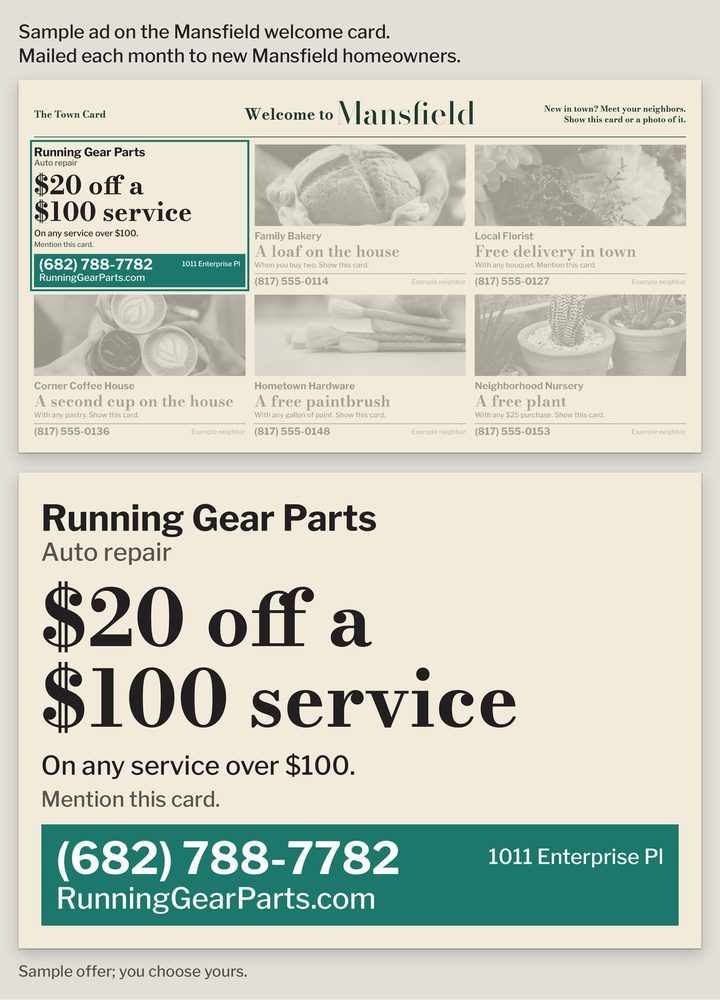 Sample ad on the Mansfield welcome card.
Mailed each month to new Mansfield homeowners.
The Town Card
Welcome to Mansfield
New in town? Meet your neighbors.
Show this card or a photo of it.
Running Gear Parts
Auto repair
$20 off a
$100 service
On any service over $100.
Mention this card.
(682) 788-7782
1011 Enterprise Pl
RunningGearParts.com
Family Bakery
A loaf on the house
When you buy two. Show this card.
(817) 555-0114
Example neighbor
Local Florist
Free delivery in town
With any bouquet. Mention this card.
(817) 555-0127
Example neighbor
Corner Coffee House
A second cup on the house
With any pastry. Show this card.
(817) 555-0136
Example neighbor
Hometown Hardware
A free paintbrush
With any gallon of paint. Show this card.
(817) 555-0148
Example neighbor
Neighborhood Nursery
A free plant
With any $25 purchase. Show this card.
(817) 555-0153
Example neighbor
Running Gear Parts
Auto repair
$20 off a
$100 service
On any service over $100.
Mention this card.
(682) 788-7782
1011 Enterprise Pl
RunningGearParts.com
Sample offer; you choose yours.